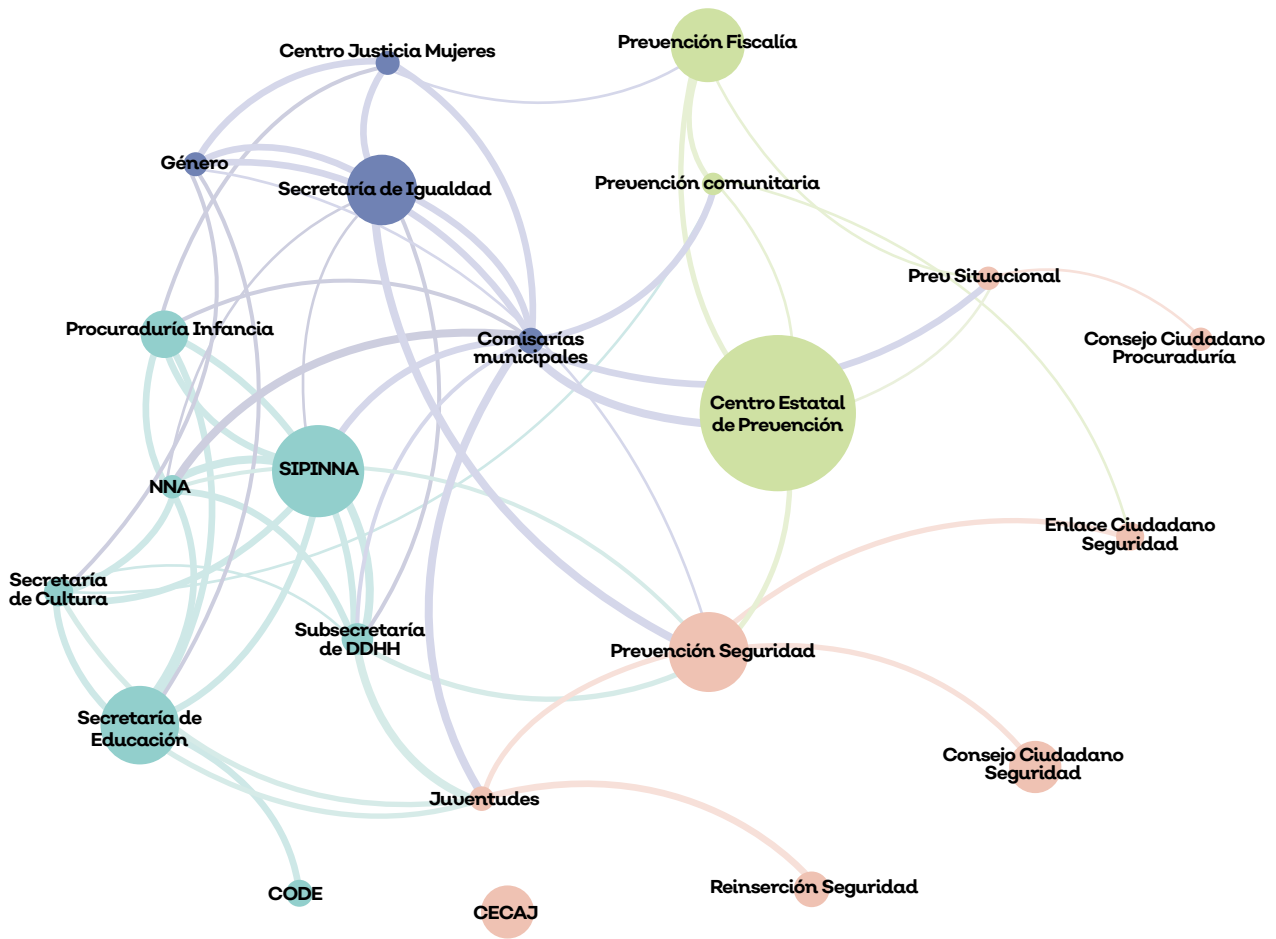 Prevención Fiscalía
Centro Justicia Mujeres
Género
Secretaría de Igualdad
Prevención comunitaria
Prev Situacional
Procuraduría Infancia
Comisarías
municipales
Consejo Ciudadano
Procuraduría
Centro Estatal
de Prevención
SIPINNA
NNA
Enlace Ciudadano
Seguridad
Secretaría
de Cultura
Subsecretaría
de DDHH
Prevención Seguridad
Secretaría de
Educación
Consejo Ciudadano
Seguridad
Juventudes
CODE
Reinserción Seguridad
CECAJ